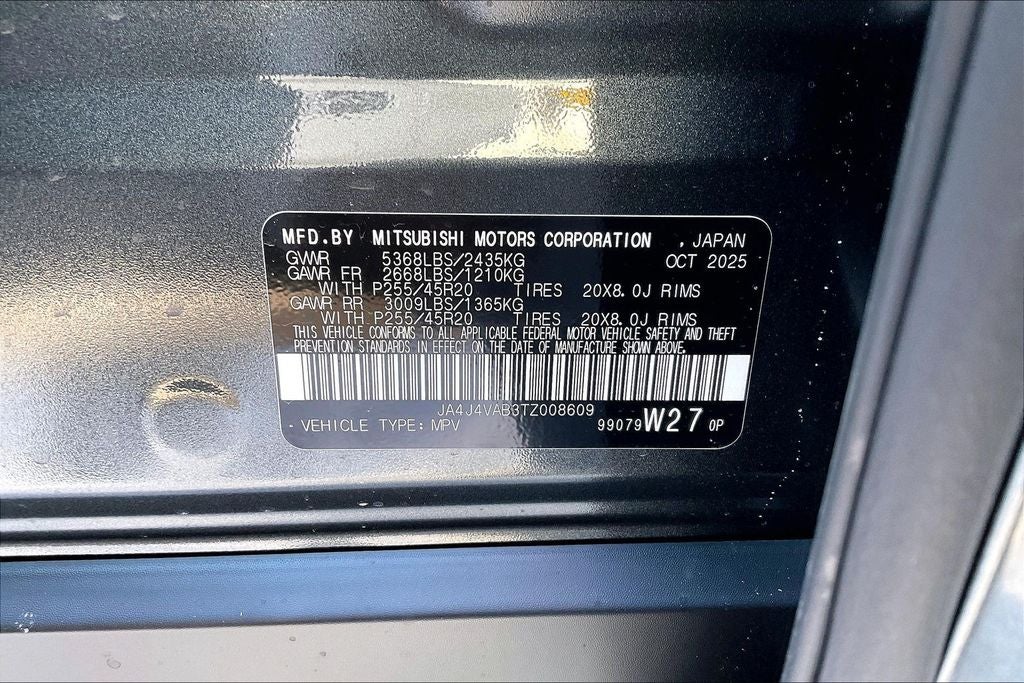 MFD.BY MITSUBISHI MOTORS CORPORATION , JAPAN
GVWR 5368LBS/2435KG OCT 2025
GAWR FR 2668LBS/1210KG
WITH P255/45R20 TIRES 20X8.0J RIMS
GAWR RR 3009LBS/1365KG
WITH P255/45R20 TIRES 20X8.0J RIMS
THIS VEHICLE CONFORMS TO ALL APPLICABLE FEDERAL MOTOR VEHICLE SAFETY AND THEFT
PREVENTION STANDARDS IN EFFECT ON THE DATE OF MANUFACTURE SHOWN ABOVE.
JA4J4VAB3TZ008609
· VEHICLE TYPE: MPV 99079 W27 0P